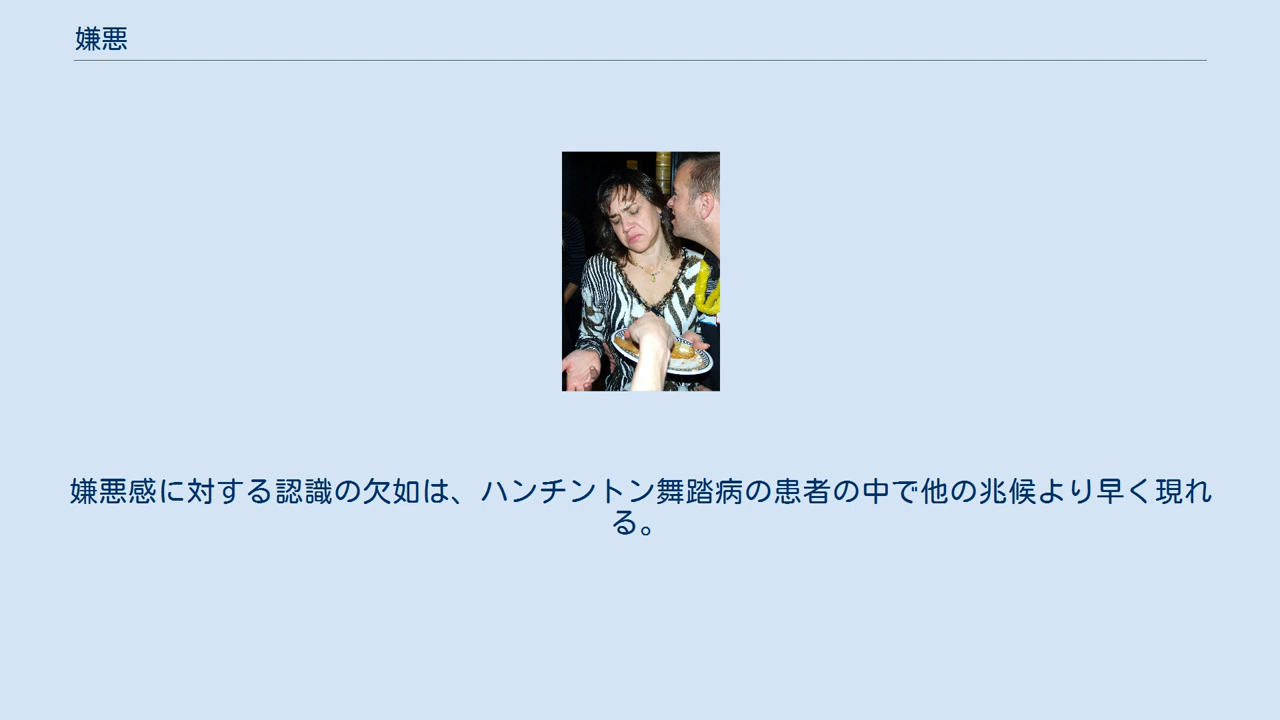 嫌悪
嫌悪感に対する認識の欠如は、ハンチントン舞踏病の患者の中で他の兆候より早く現れ
る。